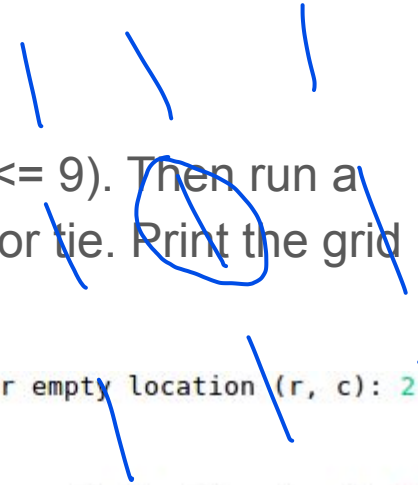 <= 9). Then run a
or tie. Print the grid
r empty location (r, c): 2